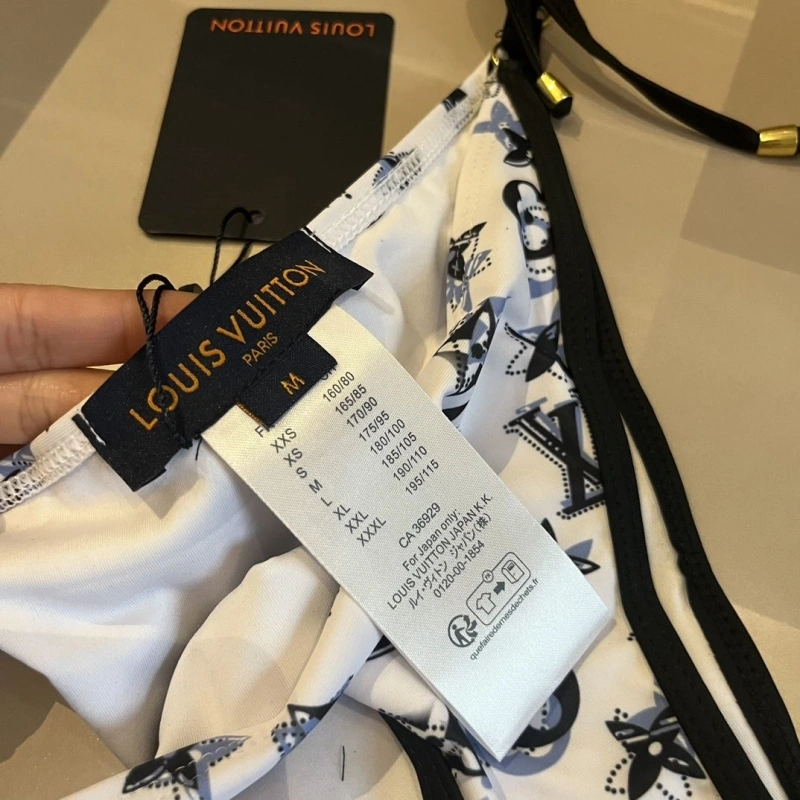 LOUIS VUITTON
LOUIS VUITTON
PARIS
M
160/80
XXS 165/85
XS 170/90
S 175/95
M 180/100
L 185/105
XL 190/110
XXL 195/115
XXXL
CA 36929
For Japan only:
LOUIS VUITTON JAPAN K.K.
ルイ・ヴィトン ジャパン(株)
0120-00-1854
FR
quefairedemesdechets.fr
LV